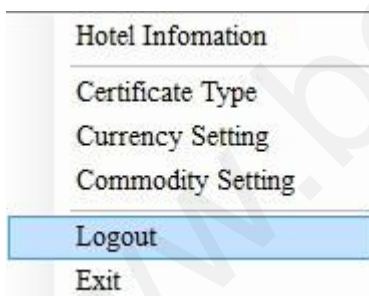 Hotel Infomation
Certificate Type
Currency Setting
Commodity Setting
Logout
Exit